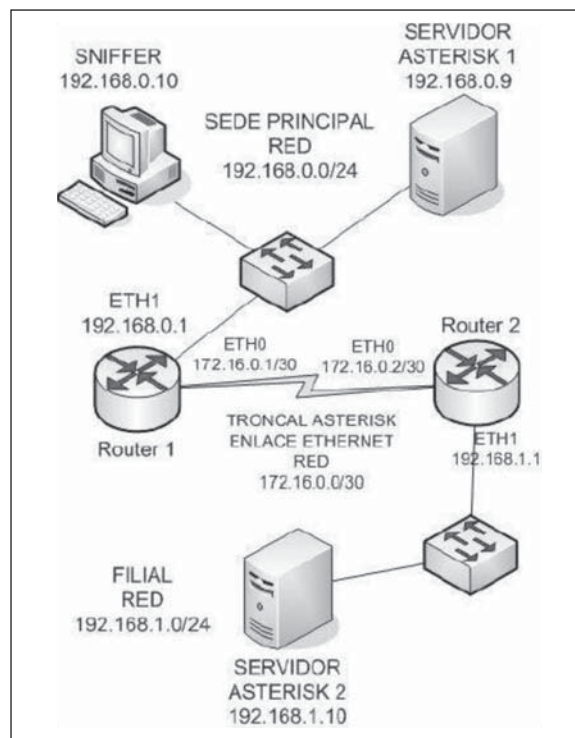 SNIFFER
192.168.0.10
SERVIDOR
ASTERISK 1
192.168.0.9
SEDE PRINCIPAL
RED
192.168.0.0/24
ETH1
192.168.0.1
Router 1
ETH0
172.16.0.1/30
ETH0
172.16.0.2/30
Router 2
TRONCAL ASTERISK
ENLACE ETHERNET
RED
172.16.0.0/30
ETH1
192.168.1.1
FILIAL
RED
192.168.1.0/24
SERVIDOR
ASTERISK 2
192.168.1.10